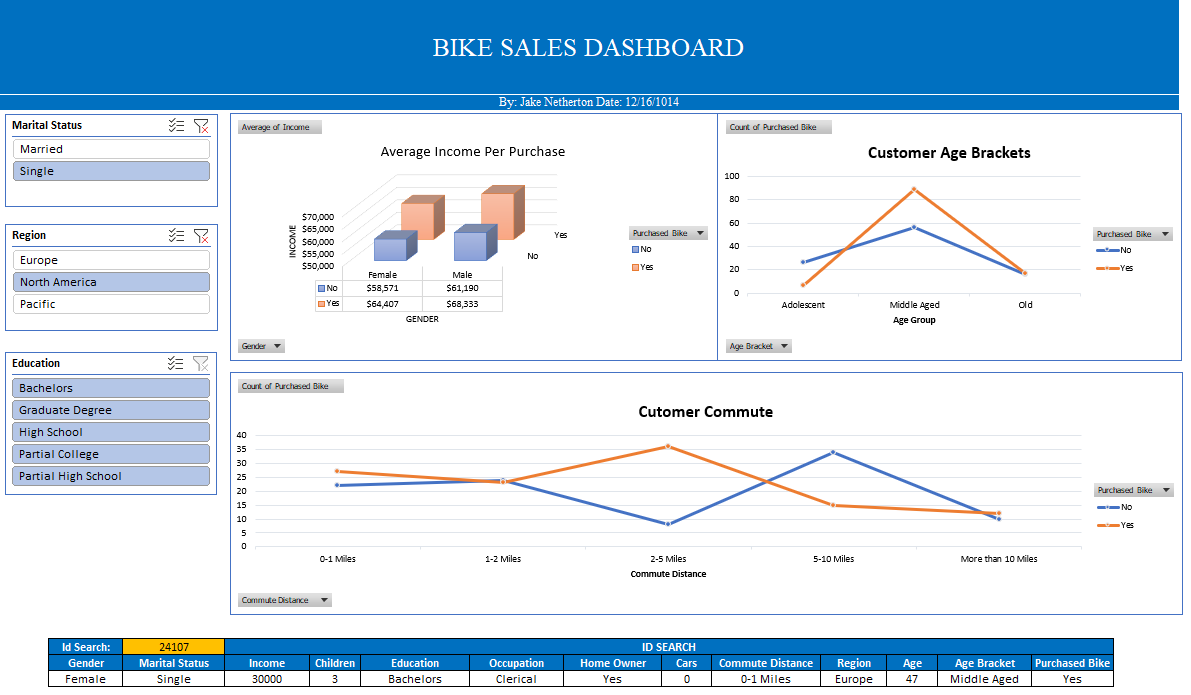 BIKE SALES DASHBOARD
By: Jake Netherton Date: 12/16/1014
Marital Status
Married
Single
Region
Europe
North America
Pacific
Education
Bachelors
Graduate Degree
High School
Partial College
Partial High School
Average of Income
Average Income Per Purchase
INCOME
$70,000
$65,000
$60,000
$55,000
$50,000
Yes
No
Female Male
No $58,571 $61,190
Yes $64,407 $68,333
GENDER
Purchased Bike
No
Yes
Gender
Count of Purchased Bike
Customer Age Brackets
100
80
60
40
20
0
Adolescent Middle Aged Old
Age Group
Purchased Bike
No
Yes
Age Bracket
Count of Purchased Bike
Cutomer Commute
40
35
30
25
20
15
10
5
0
0-1 Miles 1-2 Miles 2-5 Miles 5-10 Miles More than 10 Miles
Commute Distance
Purchased Bike
No
Yes
Commute Distance
Id Search: 24107 ID SEARCH
Gender Marital Status Income Children Education Occupation Home Owner Cars Commute Distance Region Age Age Bracket Purchased Bike
Female Single 30000 3 Bachelors Clerical Yes 0 0-1 Miles Europe 47 Middle Aged Yes